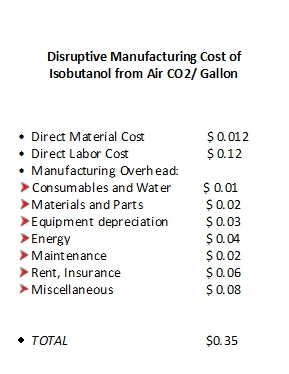 Disruptive Manufacturing Cost of
Isobutanol from Air CO2/ Gallon
• Direct Material Cost $ 0.012
• Direct Labor Cost $ 0.12
• Manufacturing Overhead:
➤ Consumables and Water $ 0.01
➤ Materials and Parts $ 0.02
➤ Equipment depreciation $ 0.03
➤ Energy $ 0.04
➤ Maintenance $ 0.02
➤ Rent, Insurance $ 0.06
➤ Miscellaneous $ 0.08
• TOTAL $0.35